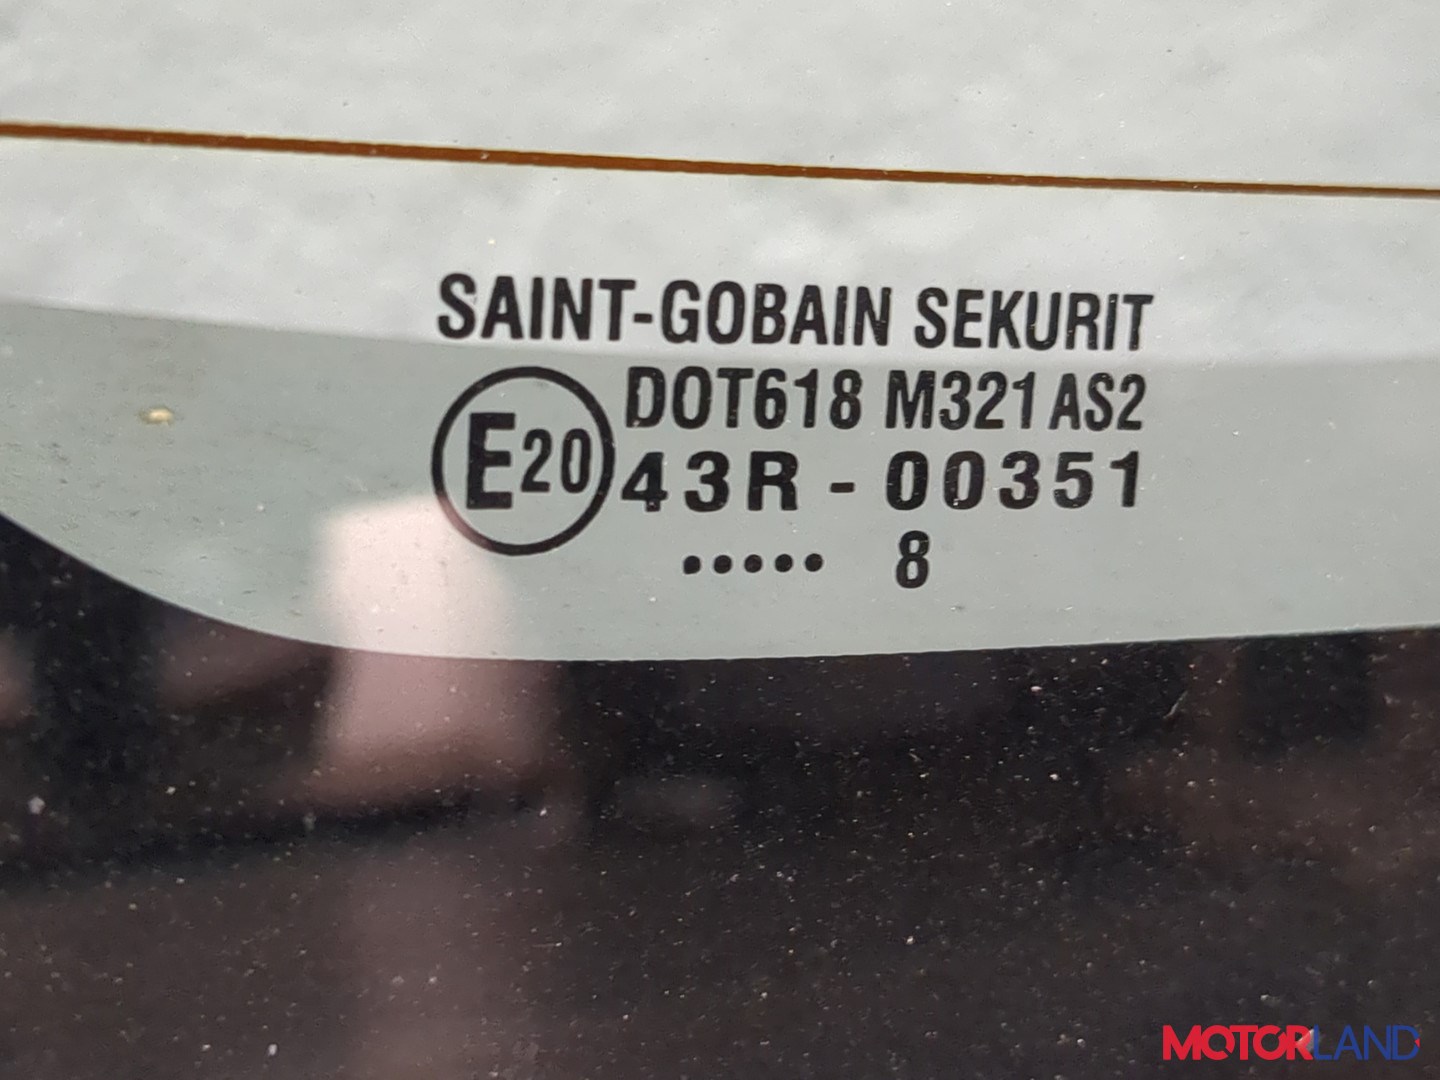 SAINT-GOBAIN SEKURIT
DOT618 M321 AS2
E20
43R - 00351
..... 8
MOTORLAND